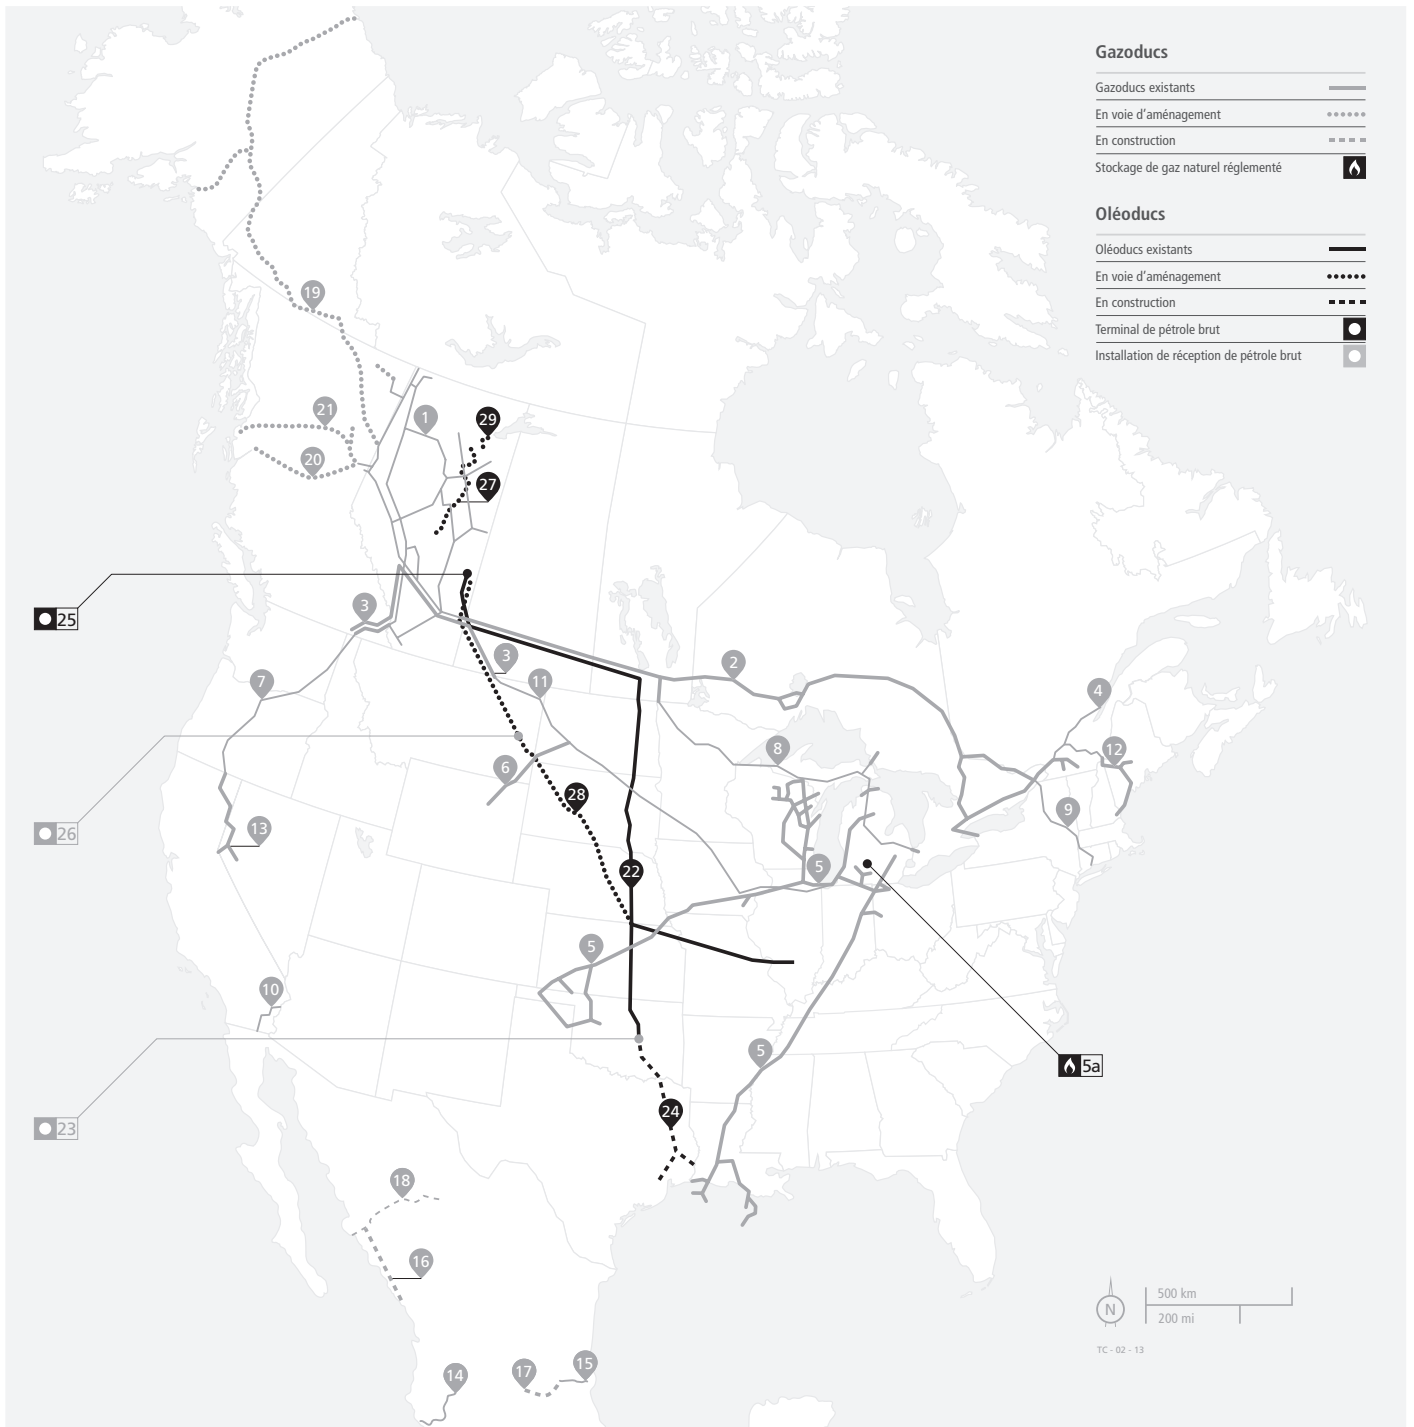 Gazoducs
Gazoducs existants
En voie d'aménagement
En construction
Stockage de gaz naturel réglementé
Oléoducs
Oléoducs existants
En voie d'aménagement
En construction
Terminal de pétrole brut
Installation de réception de pétrole brut
19
21
1
29
20
27
25
3
3
2
7
11
4
8
12
6
28
26
13
9
22
5
5
10
5
5a
24
23
18
16
500 km
N
200 mi
TC - 02 - 13
14
17
15